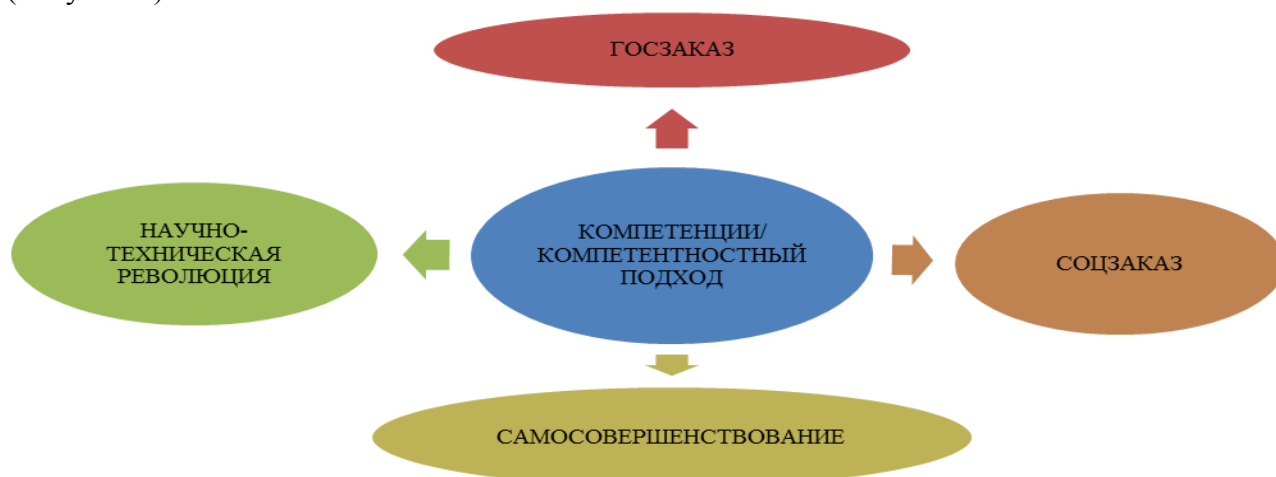 ГОСЗАКАЗ
НАУЧНО-
ТЕХНИЧЕСКАЯ
РЕВОЛЮЦИЯ
КОМПЕТЕНЦИИ/
КОМПЕТЕНТНОСТНЫЙ
ПОДХОД
СОЦЗАКАЗ
САМОСОВЕРШЕНСТВОВАНИЕ